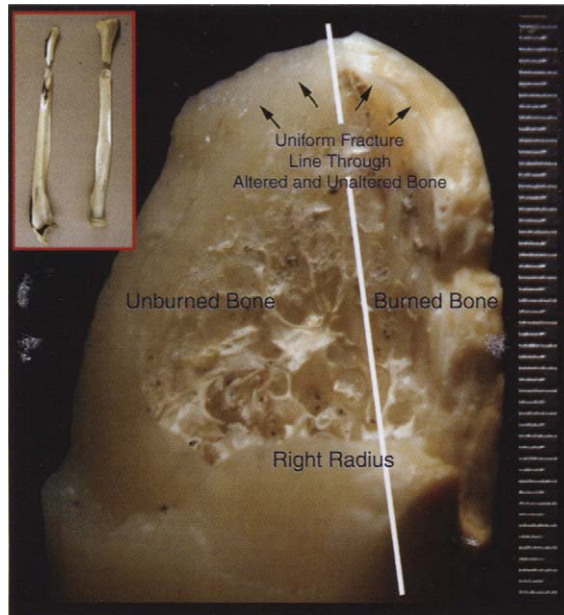 Uniform Fracture
Line Through
Altered and Unaltered Bone
Unburned Bone
Burned Bone
Right Radius